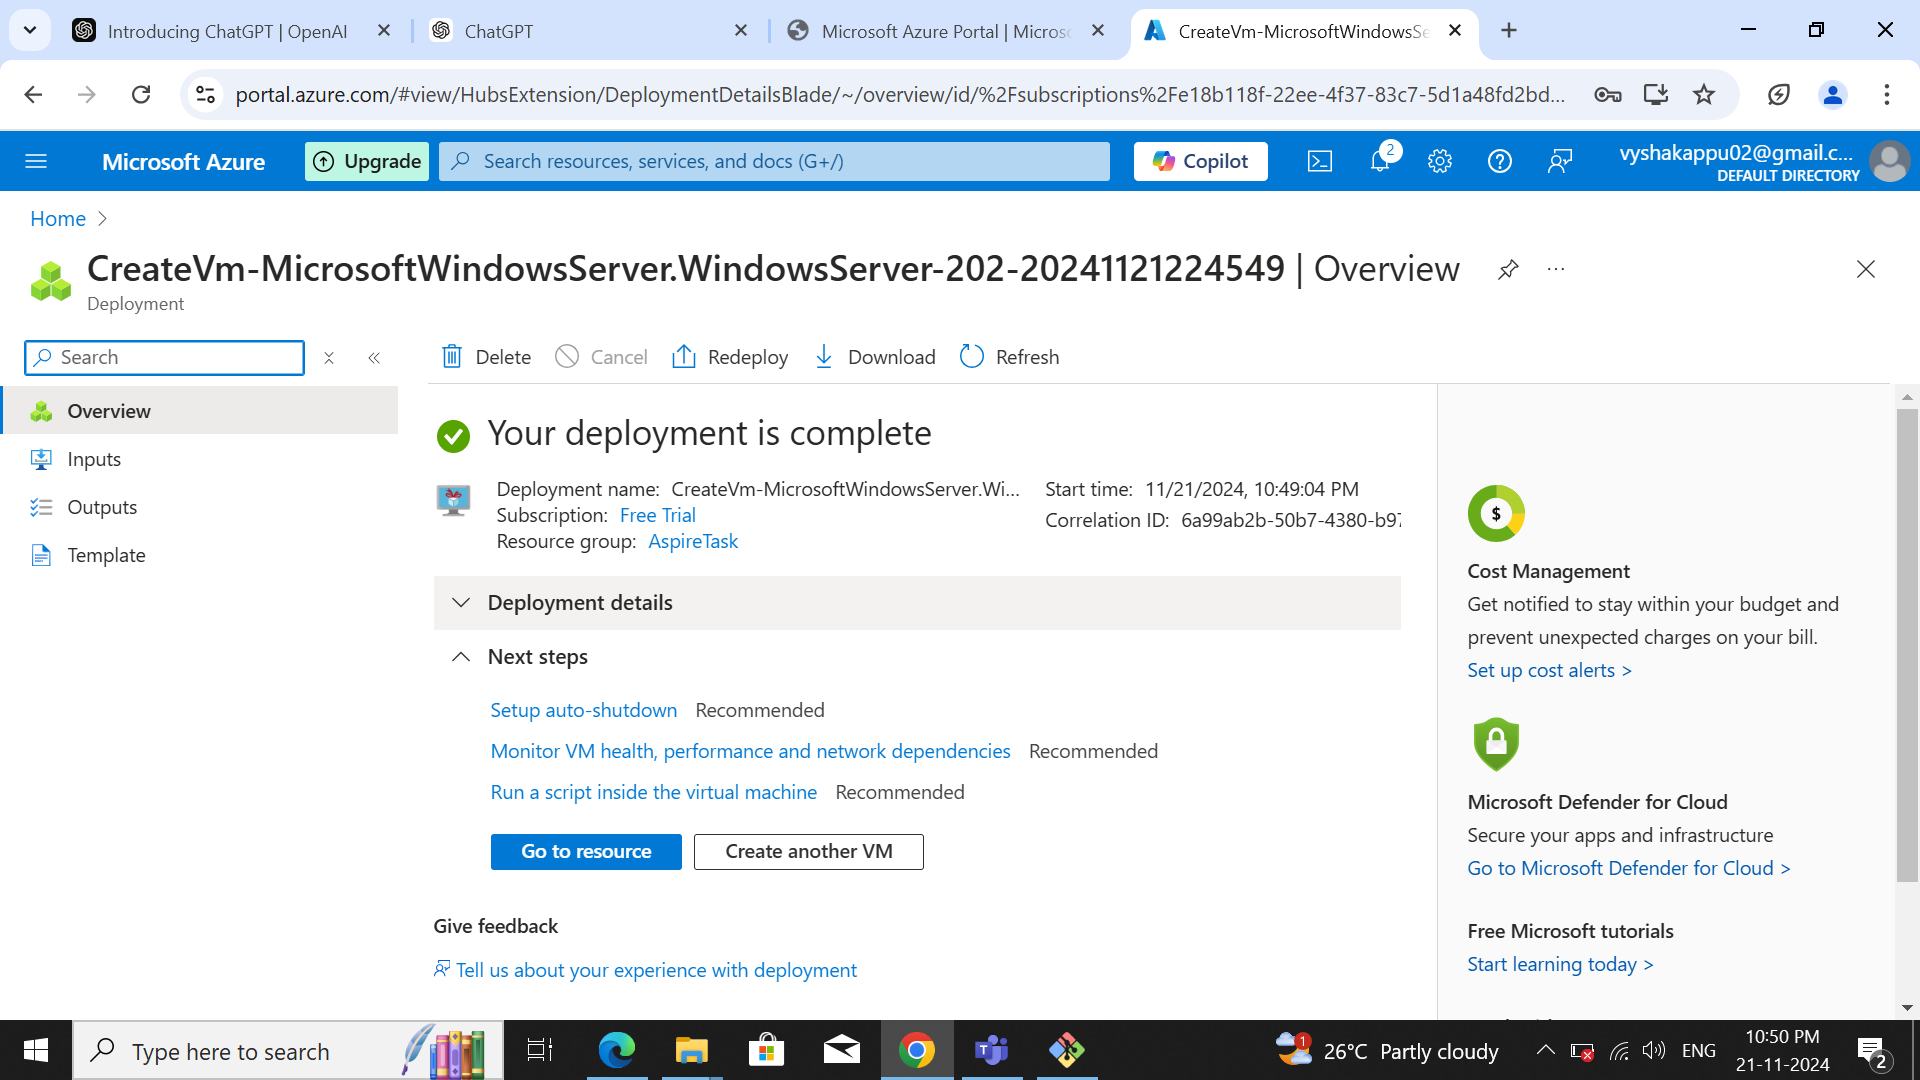 Introducing ChatGPT | OpenAI
ChatGPT
Microsoft Azure Portal | Microso
CreateVm-MicrosoftWindowsSe
portal.azure.com/#view/HubsExtension/DeploymentDetailsBlade/~/overview/id/%2Fsubscriptions%2Fe18b118f-22ee-4f37-83c7-5d1a48fd2bd...
Microsoft Azure
Upgrade
Search resources, services, and docs (G+/)
Copilot
2
vyshakappu02@gmail.c...
DEFAULT DIRECTORY
Home
CreateVm-MicrosoftWindowsServer.WindowsServer-202-20241121224549 | Overview
Deployment
Search
Delete
Cancel
Redeploy
Download
Refresh
Overview
Inputs
Outputs
Template
Your deployment is complete
Deployment name: CreateVm-MicrosoftWindowsServer.Wi...
Subscription: Free Trial
Resource group: AspireTask
Start time: 11/21/2024, 10:49:04 PM
Correlation ID: 6a99ab2b-50b7-4380-b97
Deployment details
Next steps
Setup auto-shutdown Recommended
Monitor VM health, performance and network dependencies Recommended
Run a script inside the virtual machine Recommended
Go to resource
Create another VM
Give feedback
Tell us about your experience with deployment
$
Cost Management
Get notified to stay within your budget and
prevent unexpected charges on your bill.
Set up cost alerts >
Microsoft Defender for Cloud
Secure your apps and infrastructure
Go to Microsoft Defender for Cloud >
Free Microsoft tutorials
Start learning today >
Type here to search
1
26°C Partly cloudy
ENG
10:50 PM
21-11-2024
2